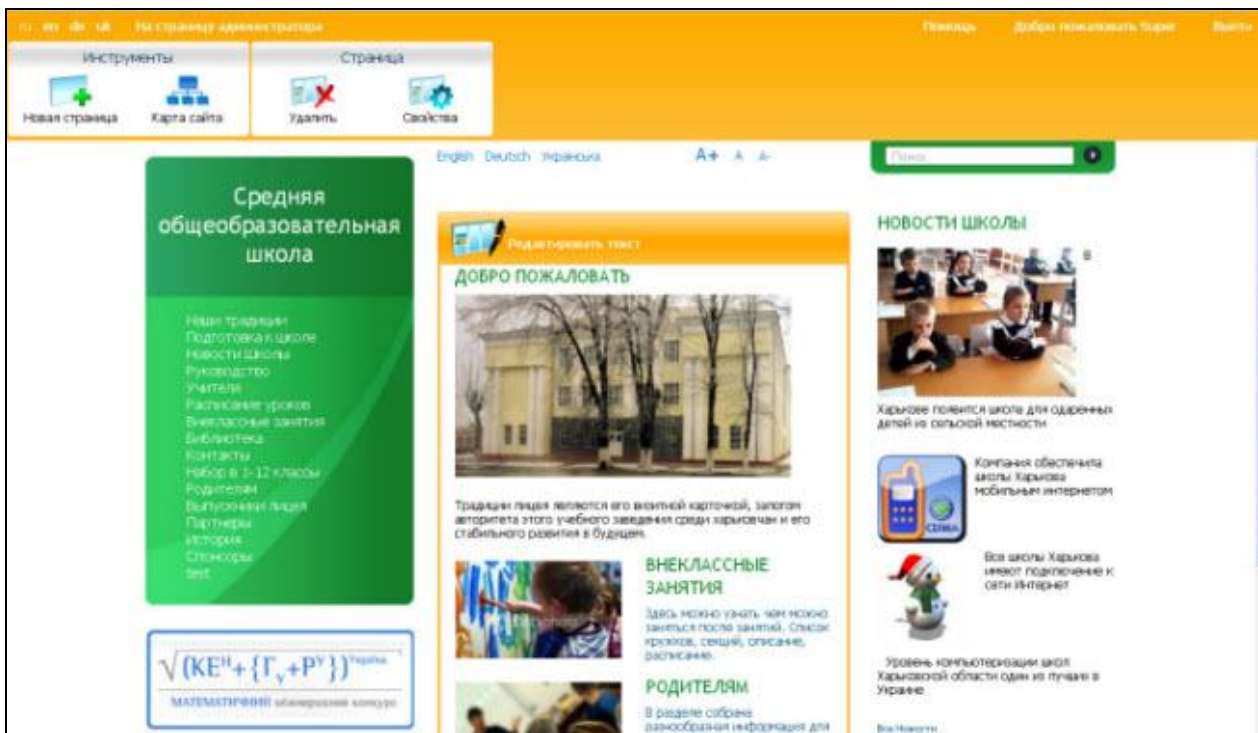 ru en de uk На страницу администратора
Помощь Добро пожаловать Super Выйти
Инструменты
Новая страница Карта сайта
Страница
Удалить Свойства
English Deutsch Українська A+ A A-
Поиск
Средняя
общеобразовательная
школа
Наши традиции
Подготовка к школе
Новости школы
Руководство
Учителя
Расписание уроков
Внеклассные занятия
Библиотека
Контакты
Набор в 1-12 классы
Родителям
Выпускники лицея
Партнеры
История
Спонсоры
test
√(КЕН+{Гγ+РУ})Україна
МАТЕМАТИЧНИЙ конкурс
Редактировать текст
ДОБРО ПОЖАЛОВАТЬ
Традиции лицея являются его визитной карточкой, залогом
авторитета этого учебного заведения среди харьковчан и его
стабильного развития в будущем.
ВНЕКЛАССНЫЕ
ЗАНЯТИЯ
Здесь можно узнать чем можно
заняться после занятий. Список
кружков, секций, описание,
расписание.
РОДИТЕЛЯМ
В разделе собрана
разнообразная информация для
НОВОСТИ ШКОЛЫ
В
Харькове появится школа для одаренных
детей из сельской местности
Компания обеспечила
школы Харькова
мобильным интернетом
CDMA
Все школы Харькова
имеют подключение к
сети Интернет
Уровень компьютеризации школ
Харьковской области один из лучших в
Украине
Все Новости